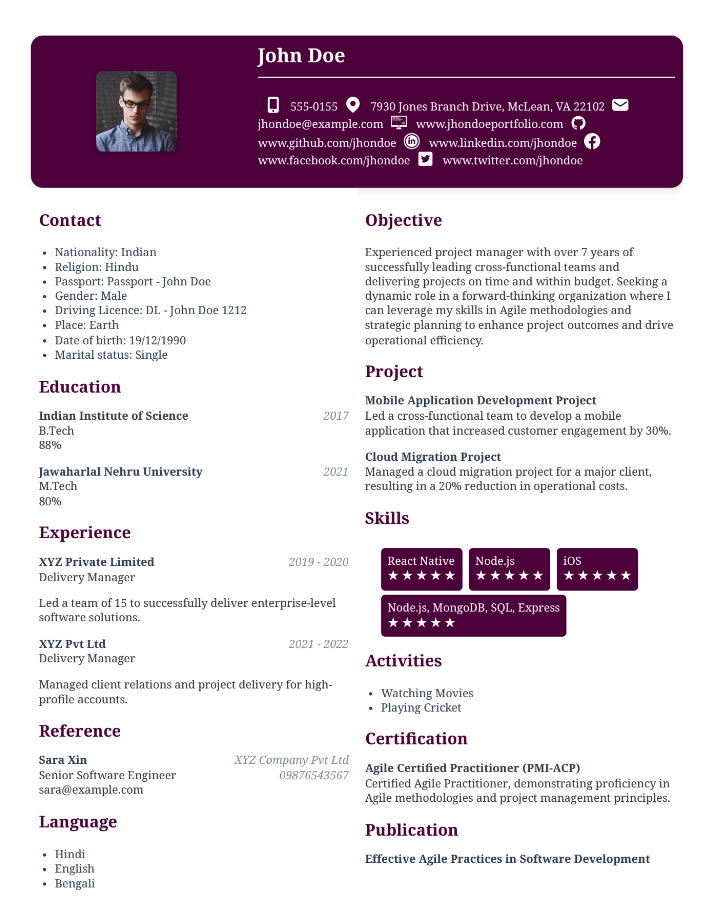 John Doe
555-0155 7930 Jones Branch Drive, McLean, VA 22102
jhondoe@example.com www.jhondoeportfolio.com
www.github.com/jhondoe www.linkedin.com/jhondoe
www.facebook.com/jhondoe www.twitter.com/jhondoe
Contact
• Nationality: Indian
• Religion: Hindu
• Passport: Passport - John Doe
• Gender: Male
• Driving Licence: DL - John Doe 1212
• Place: Earth
• Date of birth: 19/12/1990
• Marital status: Single
Education
Indian Institute of Science 2017
B.Tech
88%
Jawaharlal Nehru University 2021
M.Tech
80%
Experience
XYZ Private Limited 2019 - 2020
Delivery Manager
Led a team of 15 to successfully deliver enterprise-level
software solutions.
XYZ Pvt Ltd 2021 - 2022
Delivery Manager
Managed client relations and project delivery for high-
profile accounts.
Reference
Sara Xin XYZ Company Pvt Ltd
Senior Software Engineer 09876543567
sara@example.com
Language
• Hindi
• English
• Bengali
Objective
Experienced project manager with over 7 years of
successfully leading cross-functional teams and
delivering projects on time and within budget. Seeking a
dynamic role in a forward-thinking organization where I
can leverage my skills in Agile methodologies and
strategic planning to enhance project outcomes and drive
operational efficiency.
Project
Mobile Application Development Project
Led a cross-functional team to develop a mobile
application that increased customer engagement by 30%.
Cloud Migration Project
Managed a cloud migration project for a major client,
resulting in a 20% reduction in operational costs.
Skills
React Native Node.js iOS
★★★★★ ★★★★★ ★★★★★
Node.js, MongoDB, SQL, Express
★★★★★
Activities
• Watching Movies
• Playing Cricket
Certification
Agile Certified Practitioner (PMI-ACP)
Certified Agile Practitioner, demonstrating proficiency in
Agile methodologies and project management principles.
Publication
Effective Agile Practices in Software Development